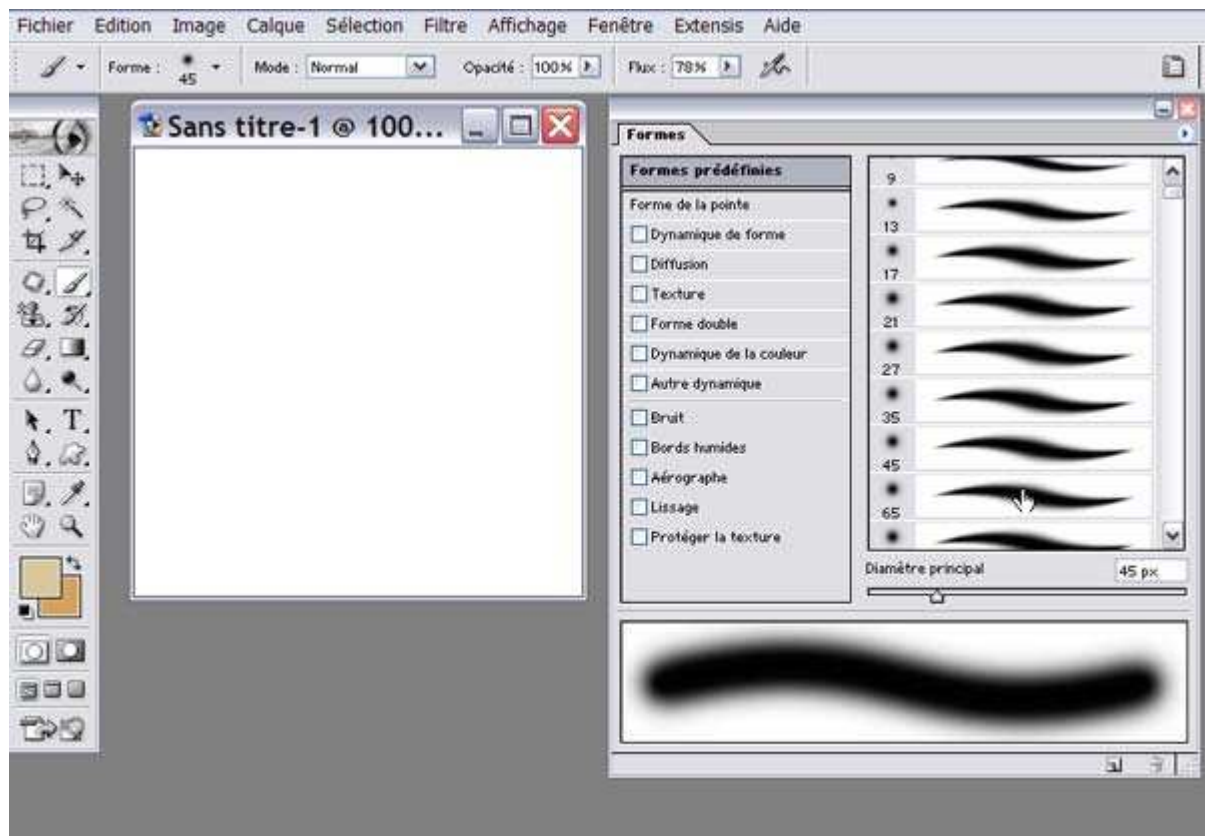 Fichier Edition Image Calque Sélection Filtre Affichage Fenêtre Extensis Aide
Forme : 45 Mode : Normal Opacité : 100% Flux : 78%
Sans titre-1 @ 100...
Formes
Formes prédéfinies
Forme de la pointe
Dynamique de forme
Diffusion
Texture
Forme double
Dynamique de la couleur
Autre dynamique
Bruit
Bords humides
Aérographe
Lissage
Protéger la texture
9
13
17
21
27
35
45
65
Diamètre principal 45 px
T